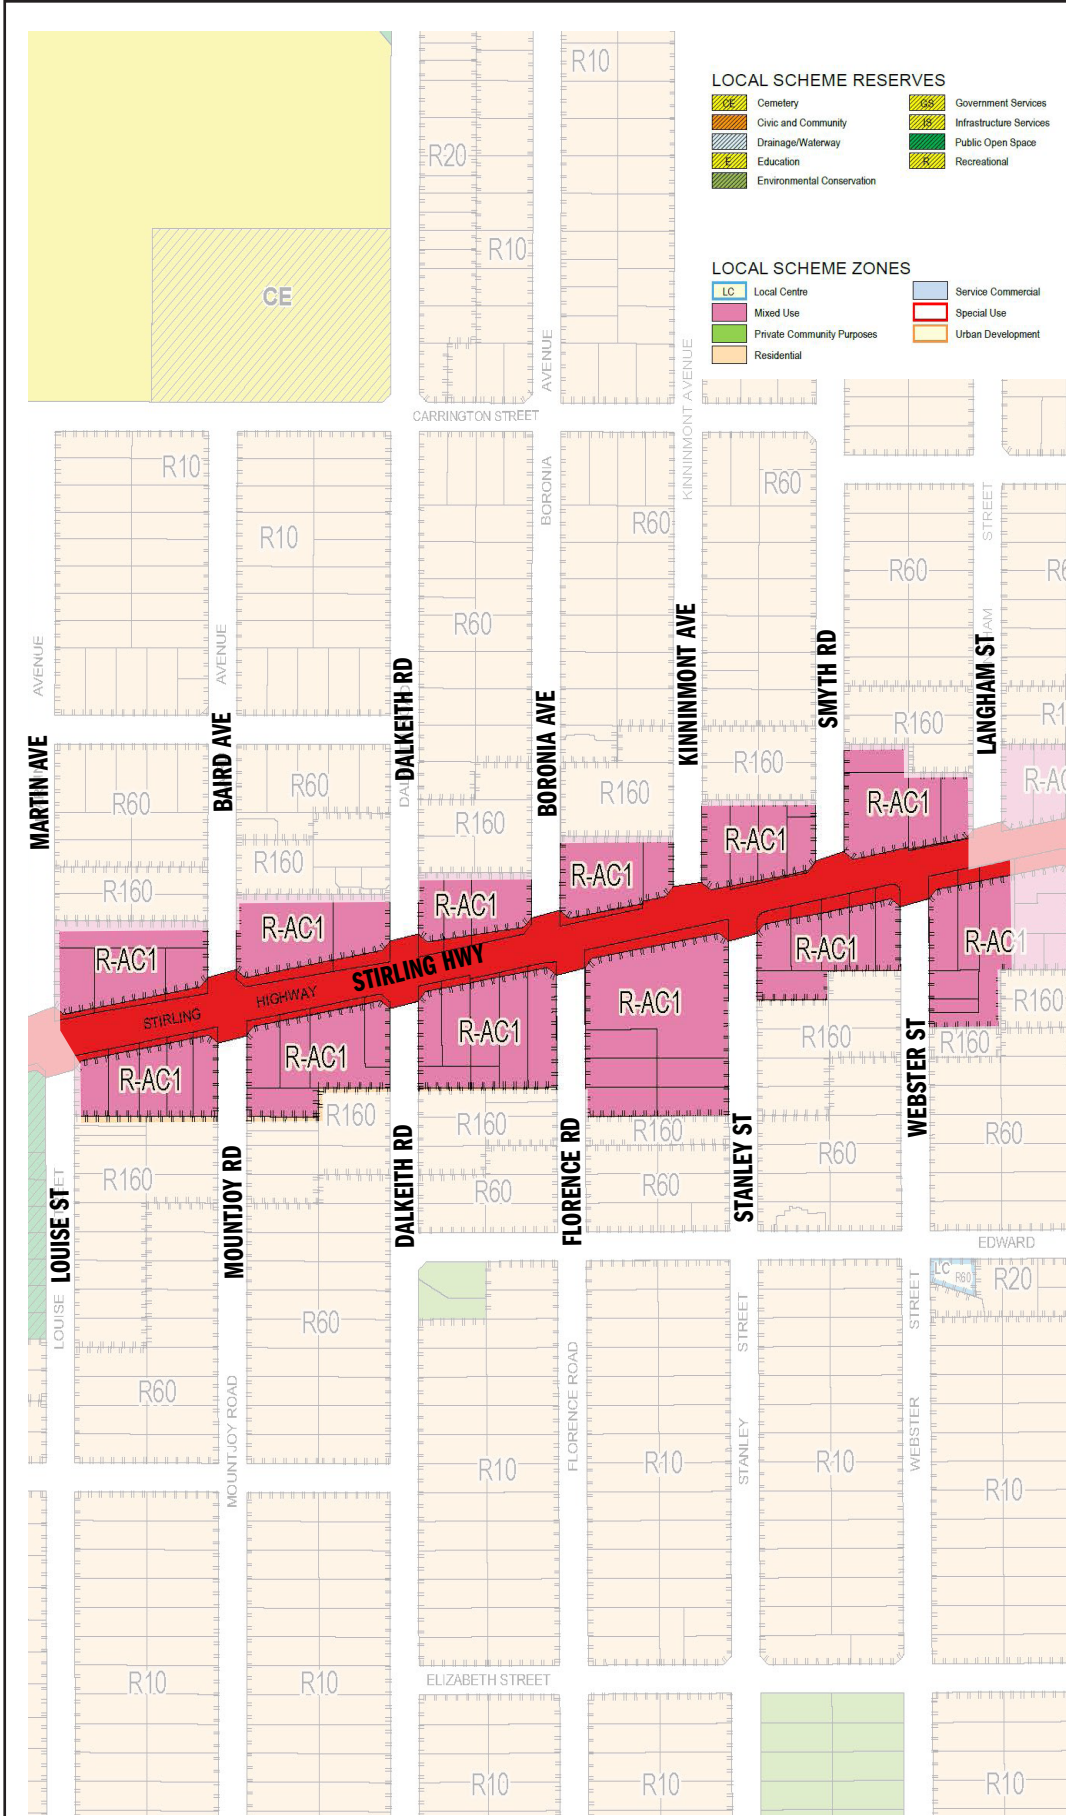 R10
R20
R10
LOCAL SCHEME RESERVES
CE Cemetery
GS Government Services
Civic and Community
IS Infrastructure Services
Drainage/Waterway
Public Open Space
E Education
R Recreational
Environmental Conservation
LOCAL SCHEME ZONES
LC Local Centre
Service Commercial
Mixed Use
Special Use
Private Community Purposes
Urban Development
Residential
CE
AVENUE
KINNINMONT AVENUE
CARRINGTON STREET
BORONIA
STREET
R10
R10
R60
R60
R60
R60
AVENUE
AVENUE
MARTIN AVE
BAIRD AVE
DALKEITH RD
BORONIA AVE
KINNINMONT AVE
SMYTH RD
LANGHAM ST
R60
R60
R160
R160
R160
R160
R160
R160
R-AC1
R-AC1
R-AC1
R-AC1
R-AC1
R-AC1
STIRLING HWY
STIRLING
HIGHWAY
R-AC1
R-AC1
R-AC1
R-AC1
R-AC1
R-AC1
R160
R160
R160
R160
R160
R160
R160
R60
R60
R60
R60
LOUISE ST
MOUNTJOY RD
DALKEITH RD
FLORENCE RD
STANLEY ST
WEBSTER ST
EDWARD
LC
R60
R20
LOUISE
R60
R60
MOUNTJOY ROAD
FLORENCE ROAD
STREET
STANLEY
STREET
WEBSTER
R10
R10
R10
R10
ELIZABETH STREET
R10
R10
R10
R10
R10